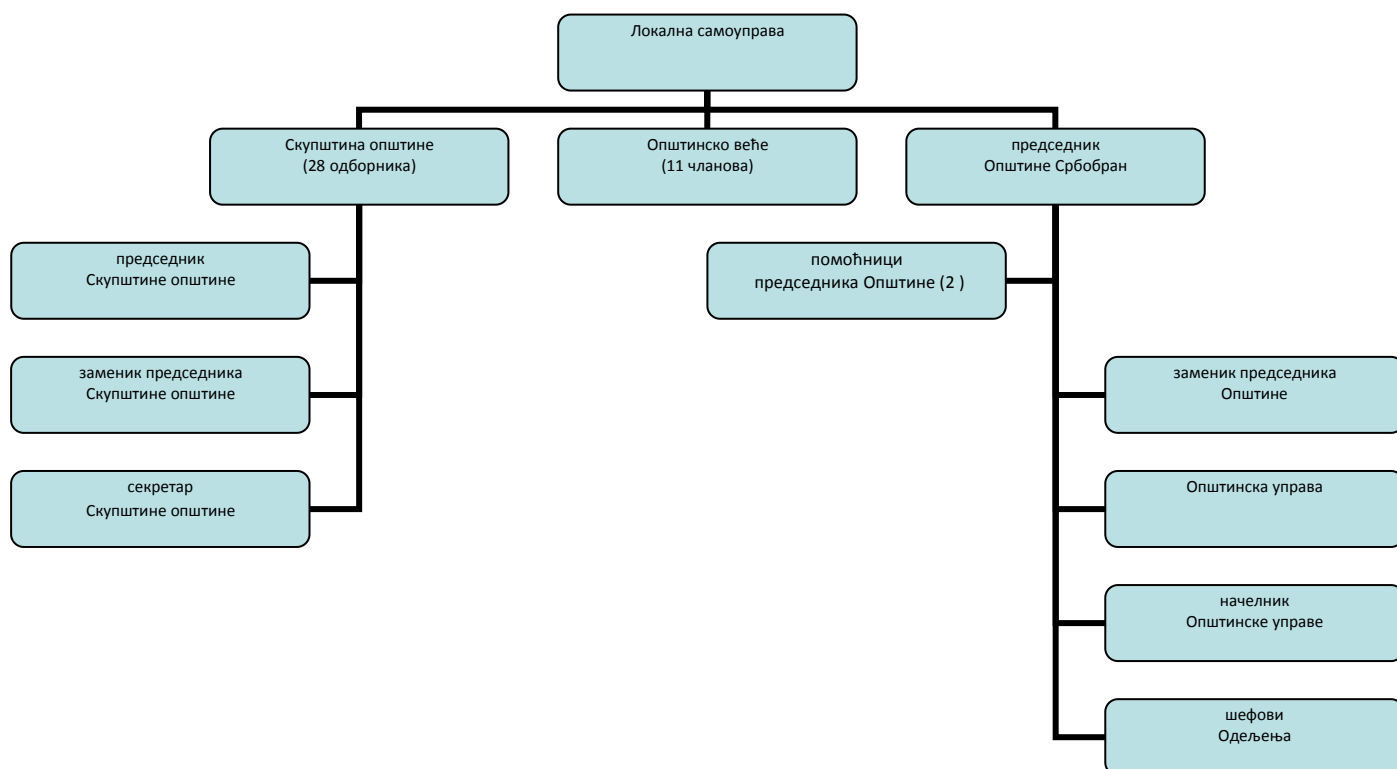 Локална самоуправа
Скупштина општине
(28 одборника)
Општинско веће
(11 чланова)
председник
Општине Србобран
председник
Скупштине општине
помоћници
председника Општине (2 )
заменик председника
Скупштине општине
заменик председника
Општине
секретар
Скупштине општине
Општинска управа
начелник
Општинске управе
шефови
Одељења